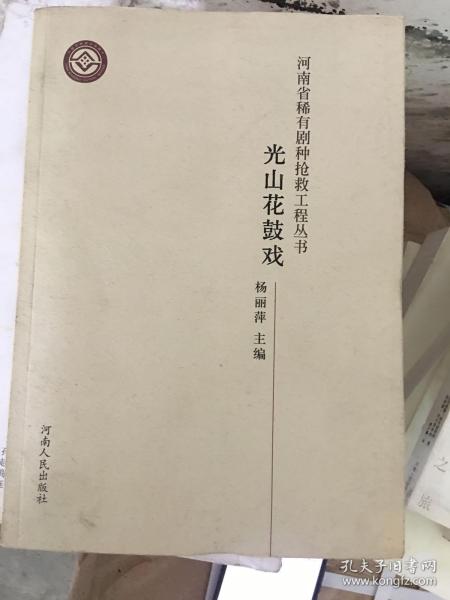 河南省稀有剧种抢救工程丛书
光山花鼓戏
杨丽萍 主编
河南人民出版社
之
旅
孔夫子旧书网
www.kongfz.com